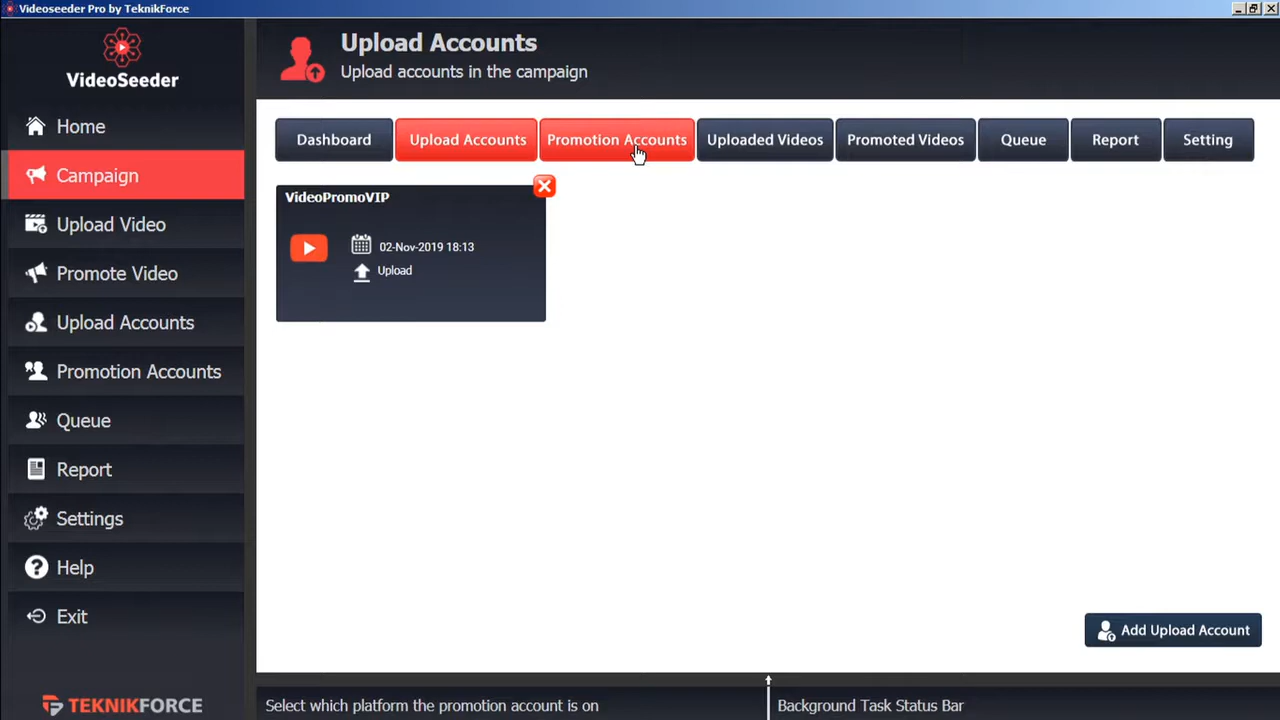 Videoseeder Pro by TeknikForce
VideoSeeder
Home
Campaign
Upload Video
Promote Video
Upload Accounts
Promotion Accounts
Queue
Report
Settings
Help
Exit
TEKNIKFORCE
Upload Accounts
Upload accounts in the campaign
Dashboard
Upload Accounts
Promotion Accounts
Uploaded Videos
Promoted Videos
Queue
Report
Setting
VideoPromoVIP
02-Nov-2019 18:13
Upload
Add Upload Account
Select which platform the promotion account is on
Background Task Status Bar